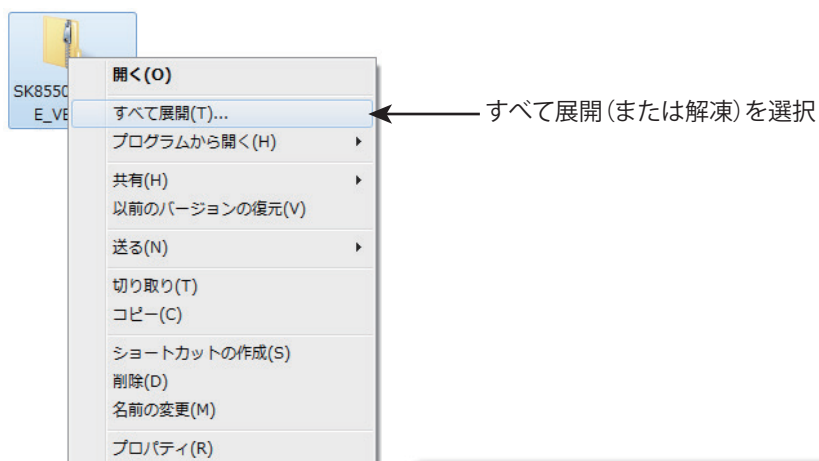 SK8550
E_VE
開く(O)
すべて展開(T)...
すべて展開(または解凍)を選択
プログラムから開く(H)
共有(H)
以前のバージョンの復元(V)
送る(N)
切り取り(T)
コピー(C)
ショートカットの作成(S)
削除(D)
名前の変更(M)
プロパティ(R)